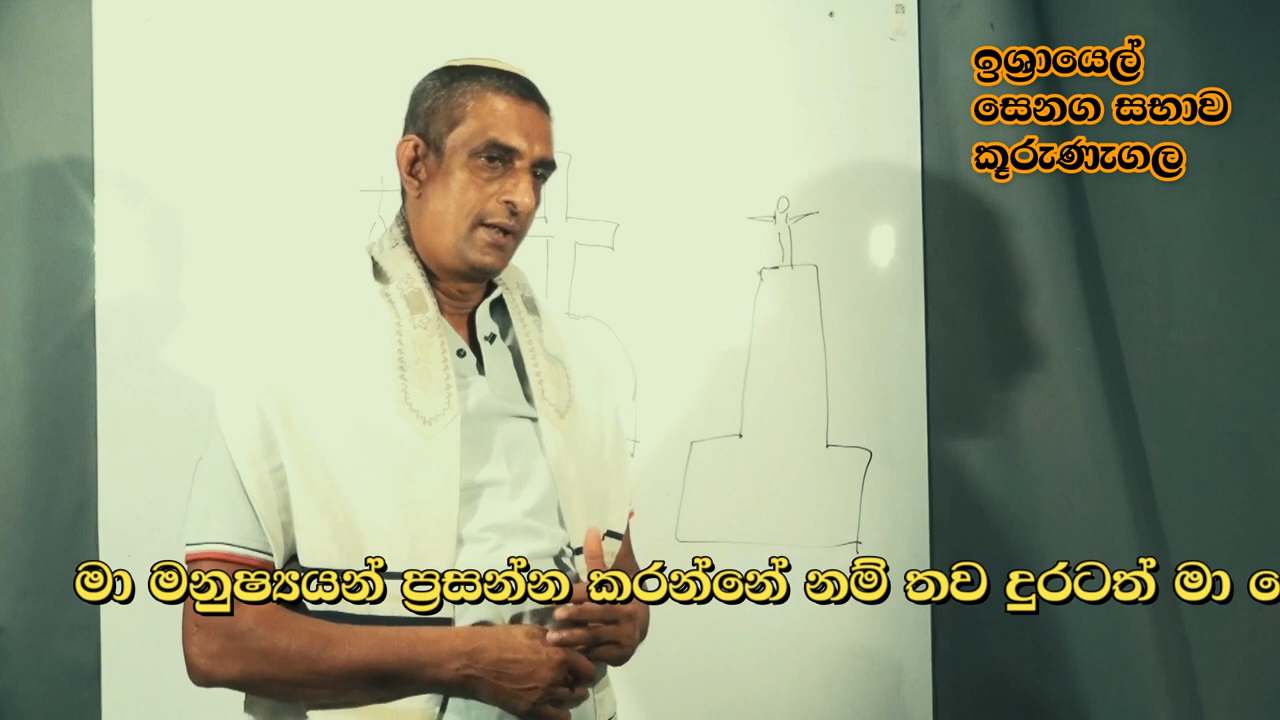 ඉශ්‍රායෙල්
සෙනග සභාව
කුරුණැගල
මා මනුෂ්‍යයන් ප්‍රසන්න කරන්නේ නම් තව දුරටත් මා